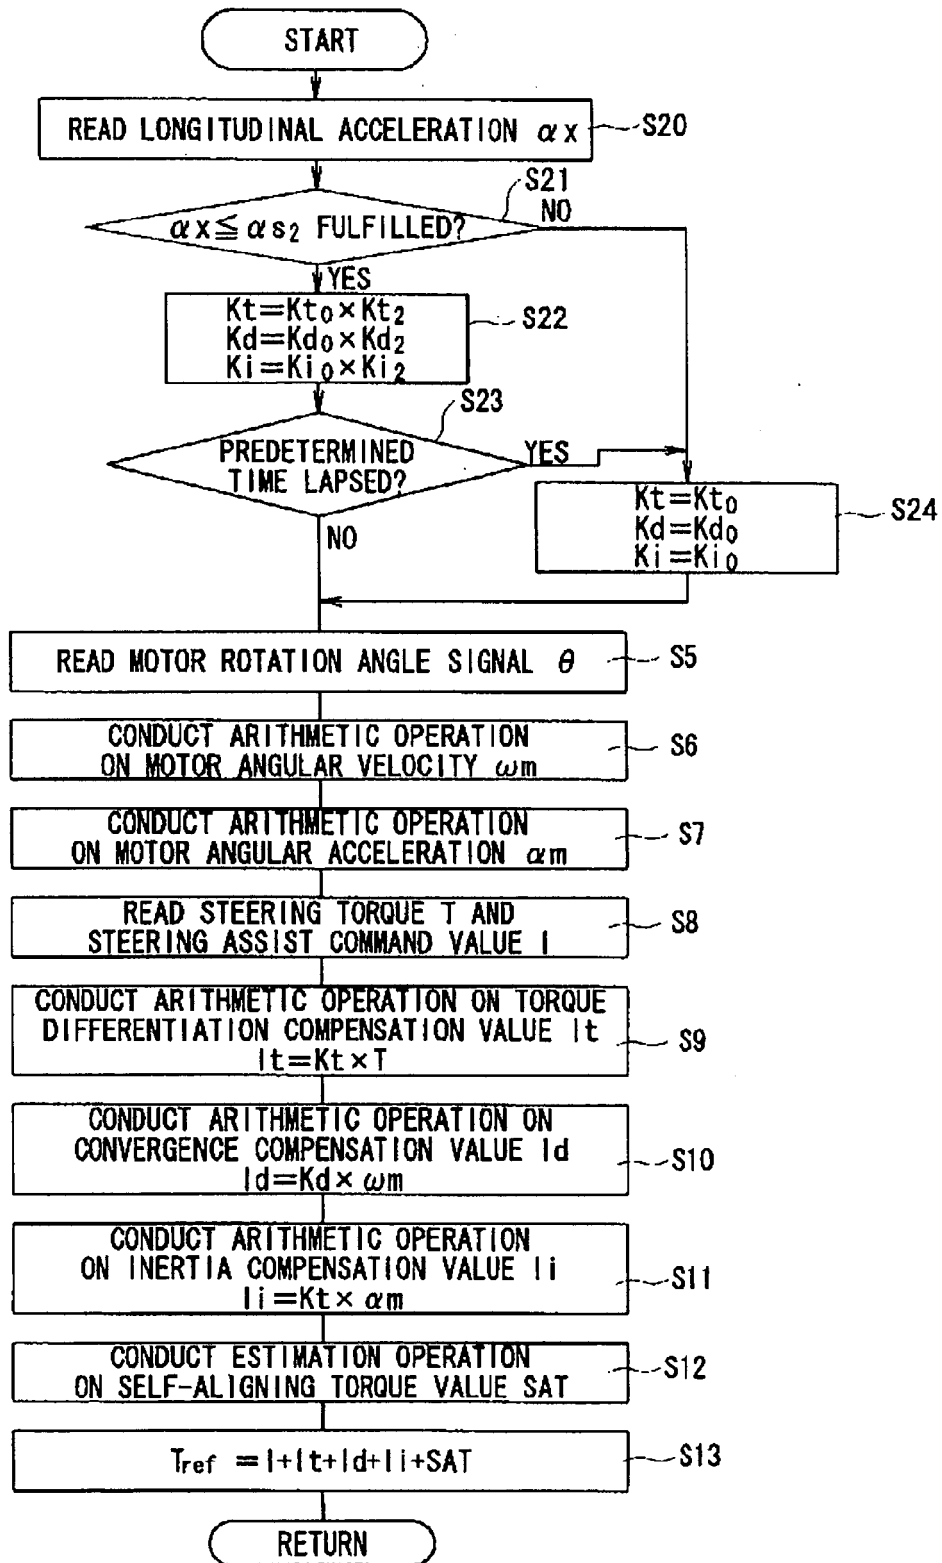 START
READ LONGITUDINAL ACCELERATION αx
S20
S21
αx≦αs₂ FULFILLED?
NO
YES
Kt=Kt₀×Kt₂
Kd=Kd₀×Kd₂
Ki=Ki₀×Ki₂
S22
S23
PREDETERMINED
TIME LAPSED?
YES
NO
Kt=Kt₀
Kd=Kd₀
Ki=Ki₀
S24
READ MOTOR ROTATION ANGLE SIGNAL θ
S5
CONDUCT ARITHMETIC OPERATION
ON MOTOR ANGULAR VELOCITY ωm
S6
CONDUCT ARITHMETIC OPERATION
ON MOTOR ANGULAR ACCELERATION αm
S7
READ STEERING TORQUE T AND
STEERING ASSIST COMMAND VALUE I
S8
CONDUCT ARITHMETIC OPERATION ON TORQUE
DIFFERENTIATION COMPENSATION VALUE It
It=Kt×T
S9
CONDUCT ARITHMETIC OPERATION ON
CONVERGENCE COMPENSATION VALUE Id
Id=Kd×ωm
S10
CONDUCT ARITHMETIC OPERATION
ON INERTIA COMPENSATION VALUE Ii
Ii=Kt×αm
S11
CONDUCT ESTIMATION OPERATION
ON SELF-ALIGNING TORQUE VALUE SAT
S12
Tref =I+It+Id+Ii+SAT
S13
RETURN